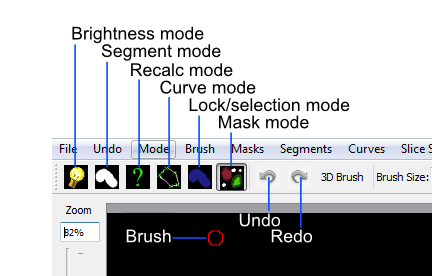 Brightness mode
Segment mode
Recalc mode
Curve mode
Lock/selection mode
Mask mode
File Undo Mode Brush Masks Segments Curves Slice S
? 3D Brush Brush Size:
Zoom
82%
Undo
Brush Redo